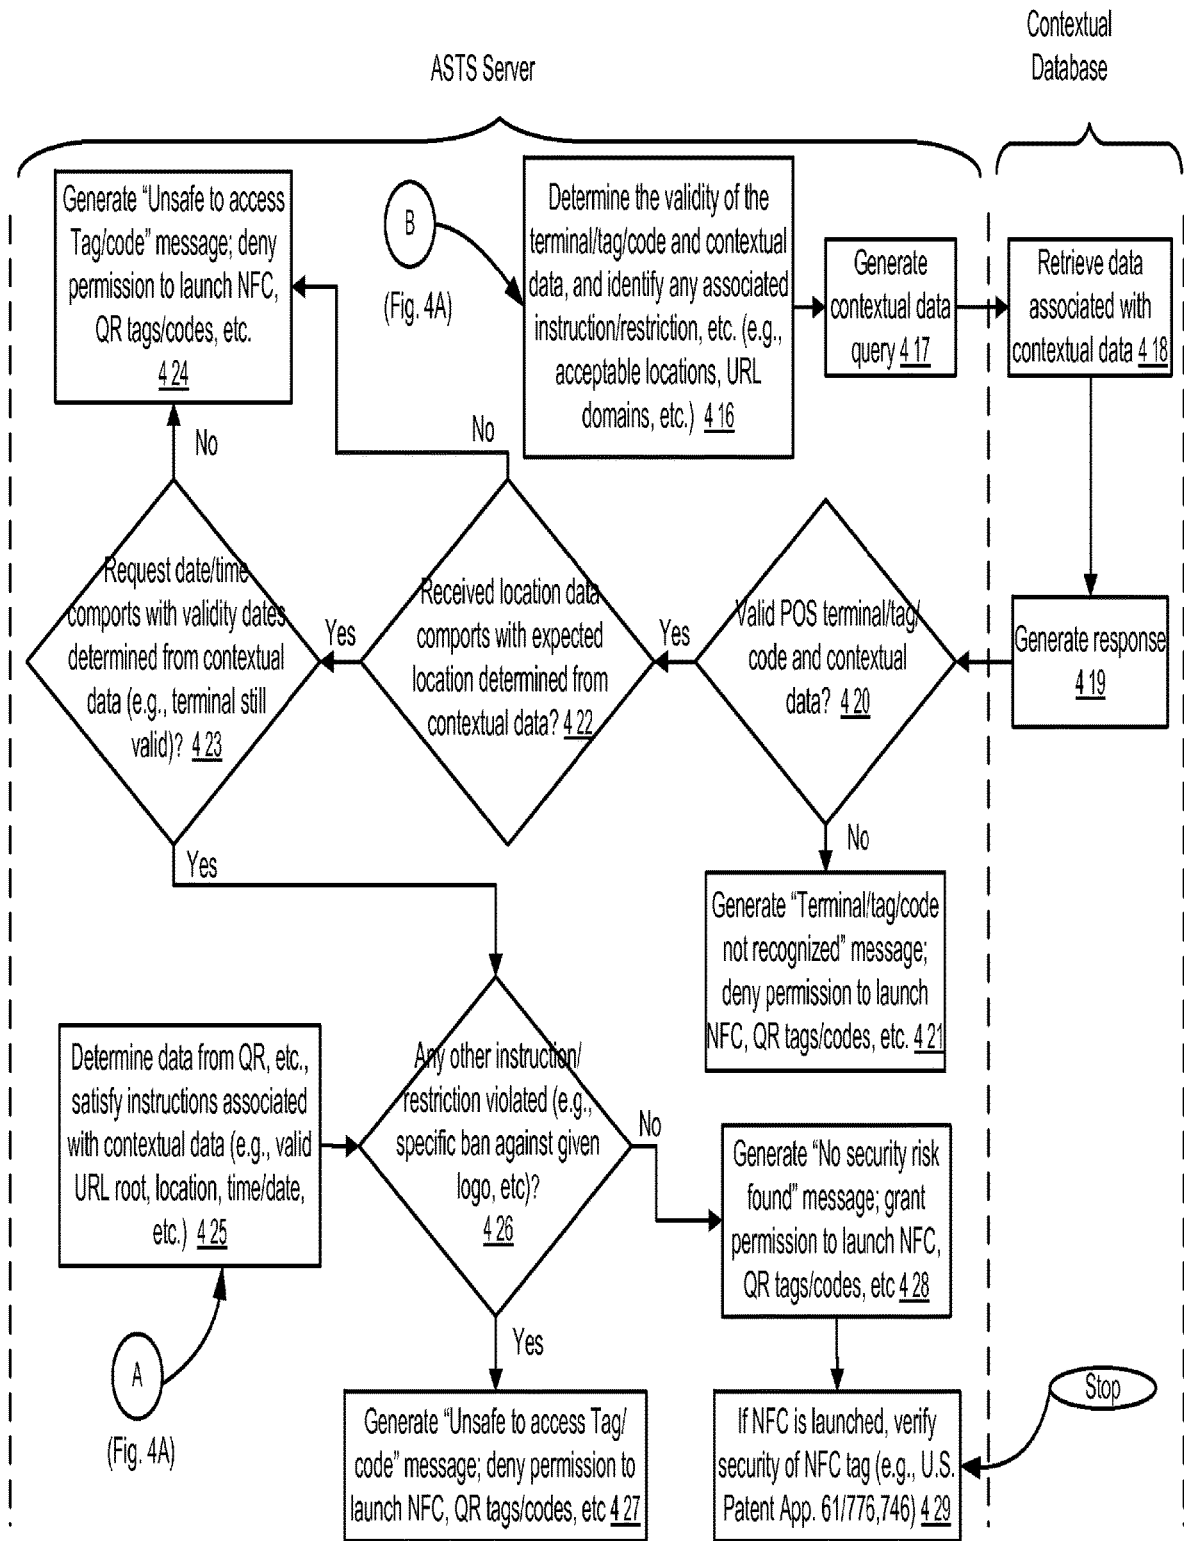 ASTS Server
Contextual
Database
Generate “Unsafe to access
Tag/code” message; deny
permission to launch NFC,
QR tags/codes, etc.
4 24
B
(Fig. 4A)
Determine the validity of the
terminal/tag/code and contextual
data, and identify any associated
instruction/restriction, etc. (e.g.,
acceptable locations, URL
domains, etc.) 4 16
Generate
contextual data
query 4 17
Retrieve data
associated with
contextual data 4 18
No
No
Request date/time
comports with validity dates
determined from contextual
data (e.g., terminal still
valid)? 4 23
Yes
Received location data
comports with expected
location determined from
contextual data? 4 22
Yes
Valid POS terminal/tag/
code and contextual
data? 4 20
Generate response
4 19
Yes
No
Generate “Terminal/tag/code
not recognized” message;
deny permission to launch
NFC, QR tags/codes, etc. 4 21
Determine data from QR, etc.,
satisfy instructions associated
with contextual data (e.g., valid
URL root, location, time/date,
etc.) 4 25
Any other instruction/
restriction violated (e.g.,
specific ban against given
logo, etc)?
4 26
No
Generate “No security risk
found” message; grant
permission to launch NFC,
QR tags/codes, etc 4 28
A
(Fig. 4A)
Yes
Generate “Unsafe to access Tag/
code” message; deny permission to
launch NFC, QR tags/codes, etc 4 27
If NFC is launched, verify
security of NFC tag (e.g., U.S.
Patent App. 61/776,746) 4 29
Stop